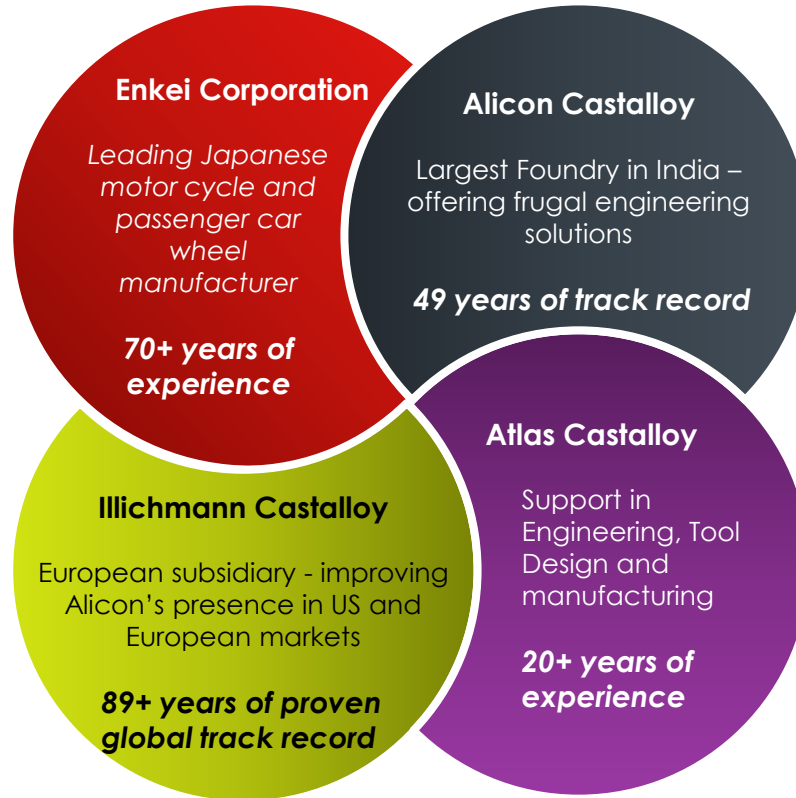 Enkei Corporation
Leading Japanese
motor cycle and
passenger car
wheel
manufacturer
70+ years of
experience
Alicon Castalloy
Largest Foundry in India –
offering frugal engineering
solutions
49 years of track record
Illichmann Castalloy
European subsidiary - improving
Alicon’s presence in US and
European markets
89+ years of proven
global track record
Atlas Castalloy
Support in
Engineering, Tool
Design and
manufacturing
20+ years of
experience